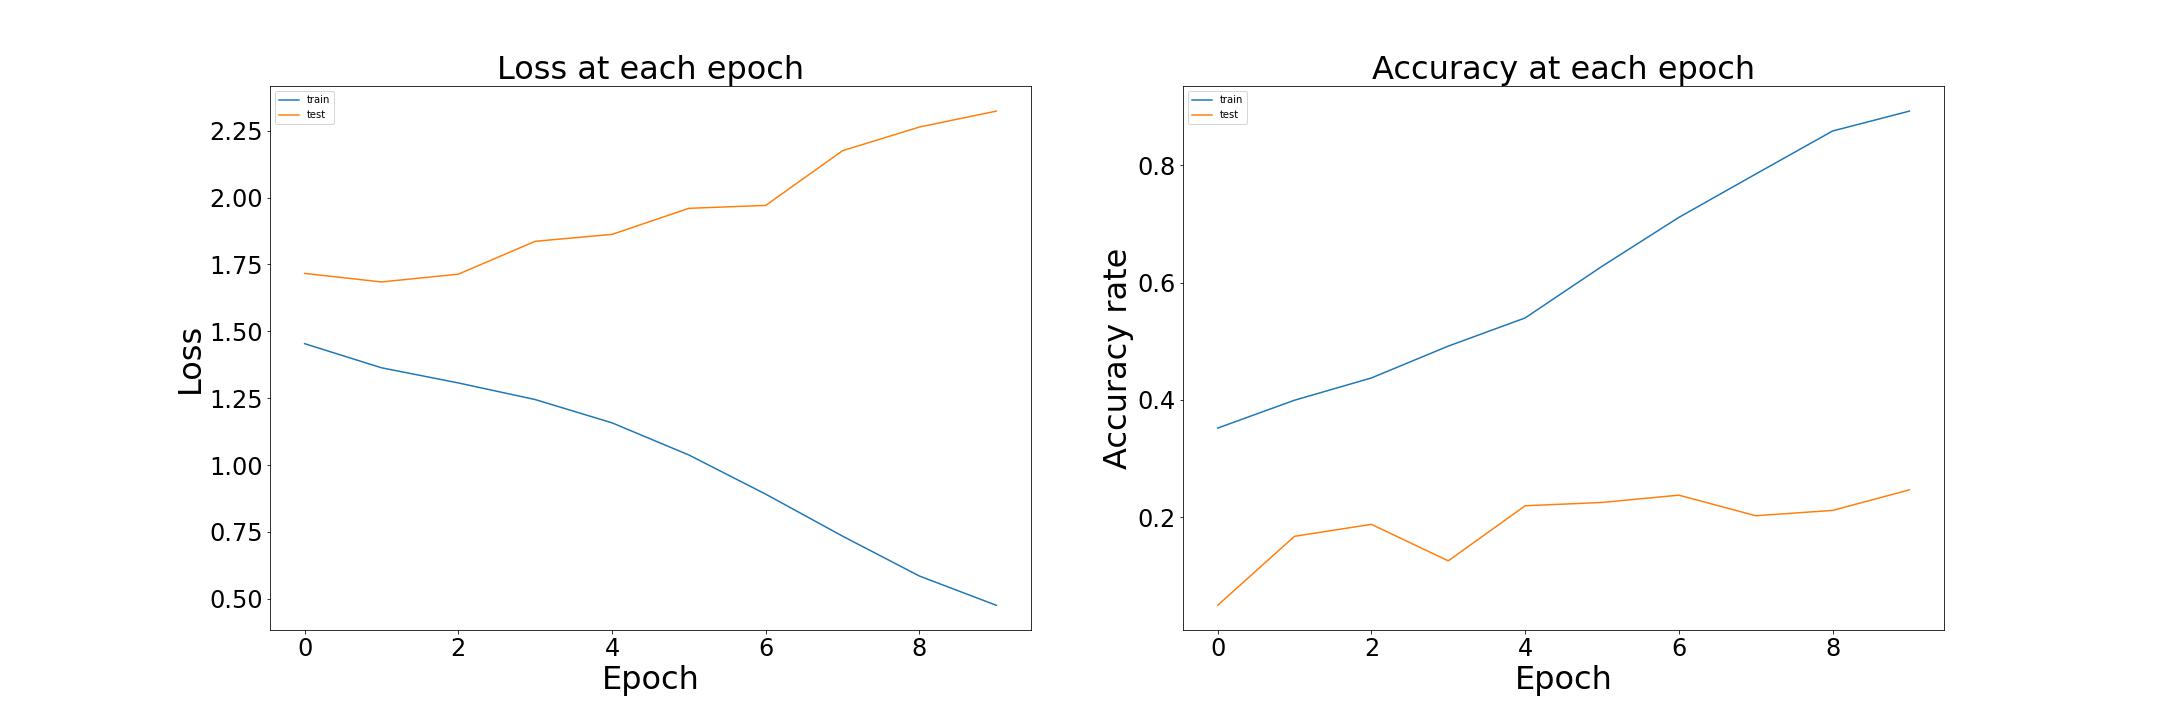 Loss at each epoch
train
test
2.25
2.00
1.75
1.50
1.25
1.00
0.75
0.50
Loss
0 2 4 6 8
Epoch
Accuracy at each epoch
train
test
0.8
0.6
0.4
0.2
Accuracy rate
0 2 4 6 8
Epoch